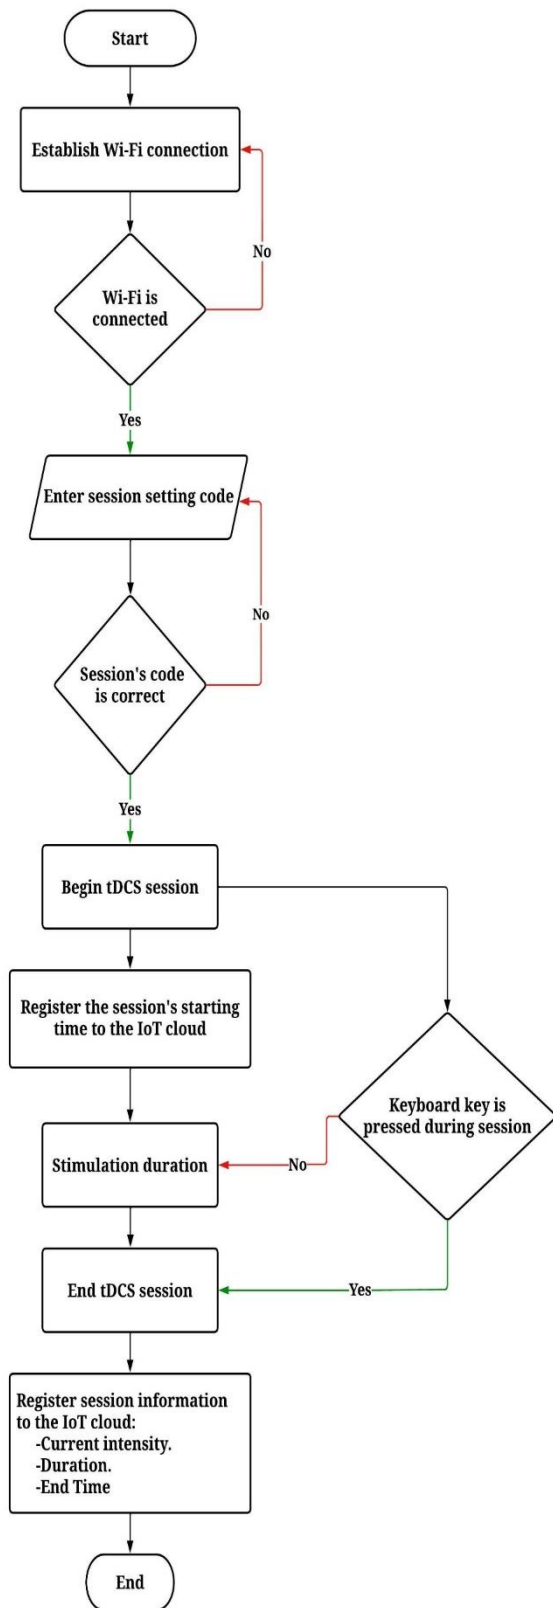 Start
Establish Wi-Fi connection
No
Wi-Fi is
connected
Yes
Enter session setting code
No
Session's code
is correct
Yes
Begin tDCS session
Register the session's starting
time to the IoT cloud
Keyboard key is
pressed during session
Stimulation duration
No
End tDCS session
Yes
Register session information
to the IoT cloud:
-Current intensity.
-Duration.
-End Time
End